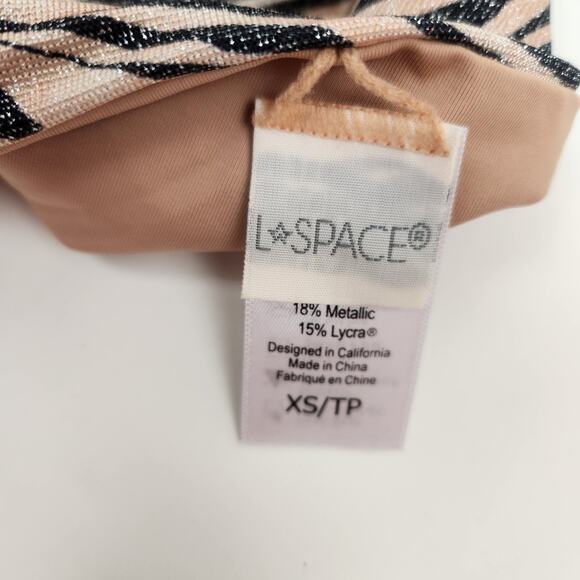 L☆SPACE®
18% Metallic
15% Lycra®
Designed in California
Made in China
Fabriqué en Chine
XS/TP